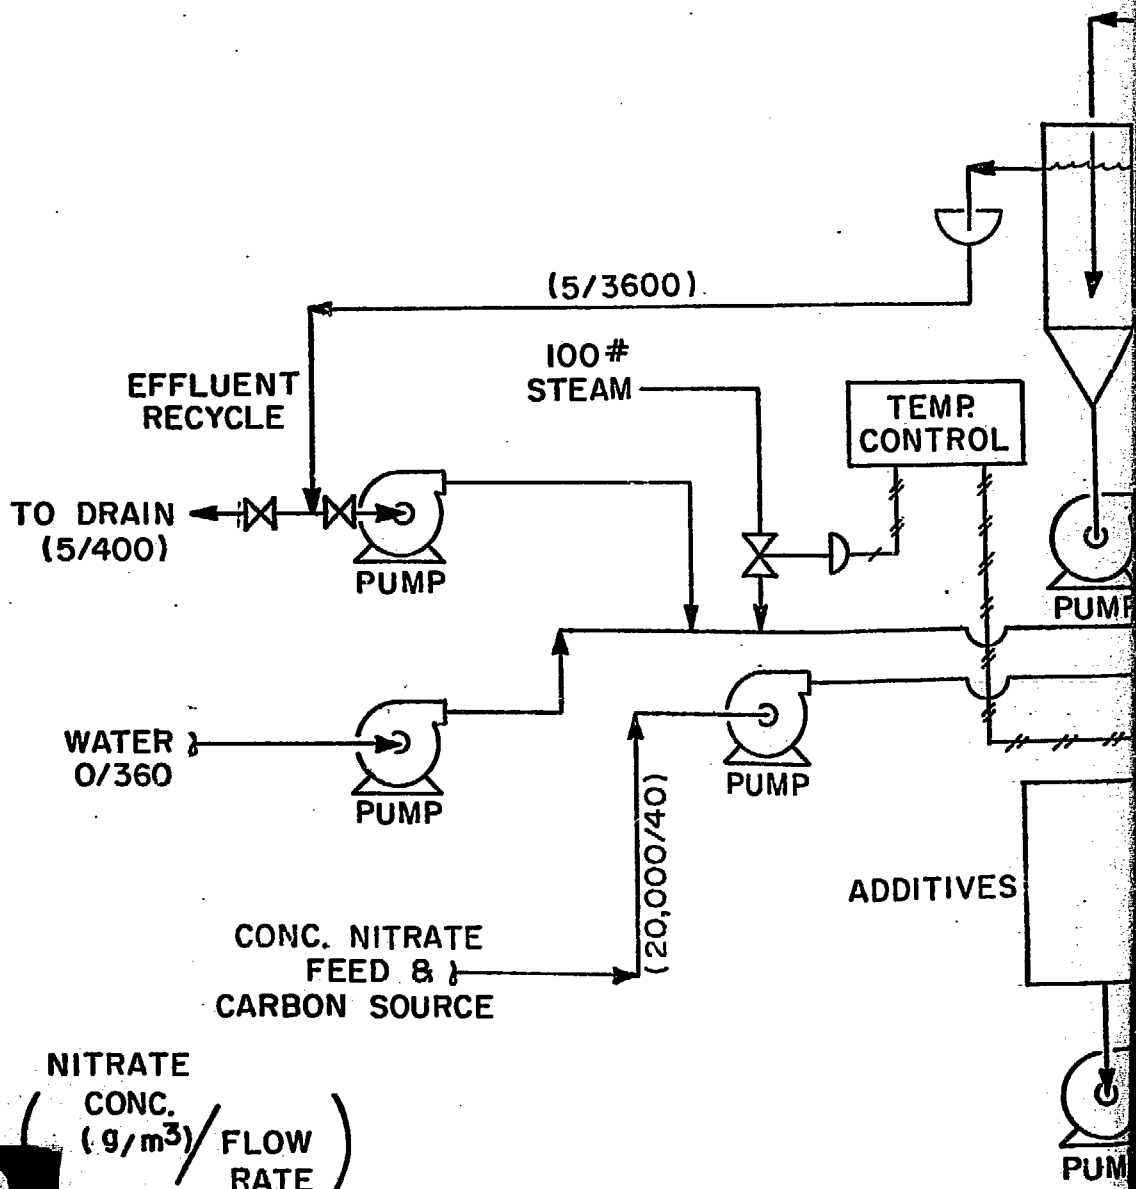 (5/3600)
100#
STEAM
EFFLUENT
RECYCLE
TEMP.
CONTROL
TO DRAIN
(5/400)
PUMP
PUMP
WATER
0/360
PUMP
PUMP
(20,000/40)
ADDITIVES
CONC. NITRATE
FEED &
CARBON SOURCE
NITRATE
CONC.
(g/m³)/FLOW
RATE
PUM